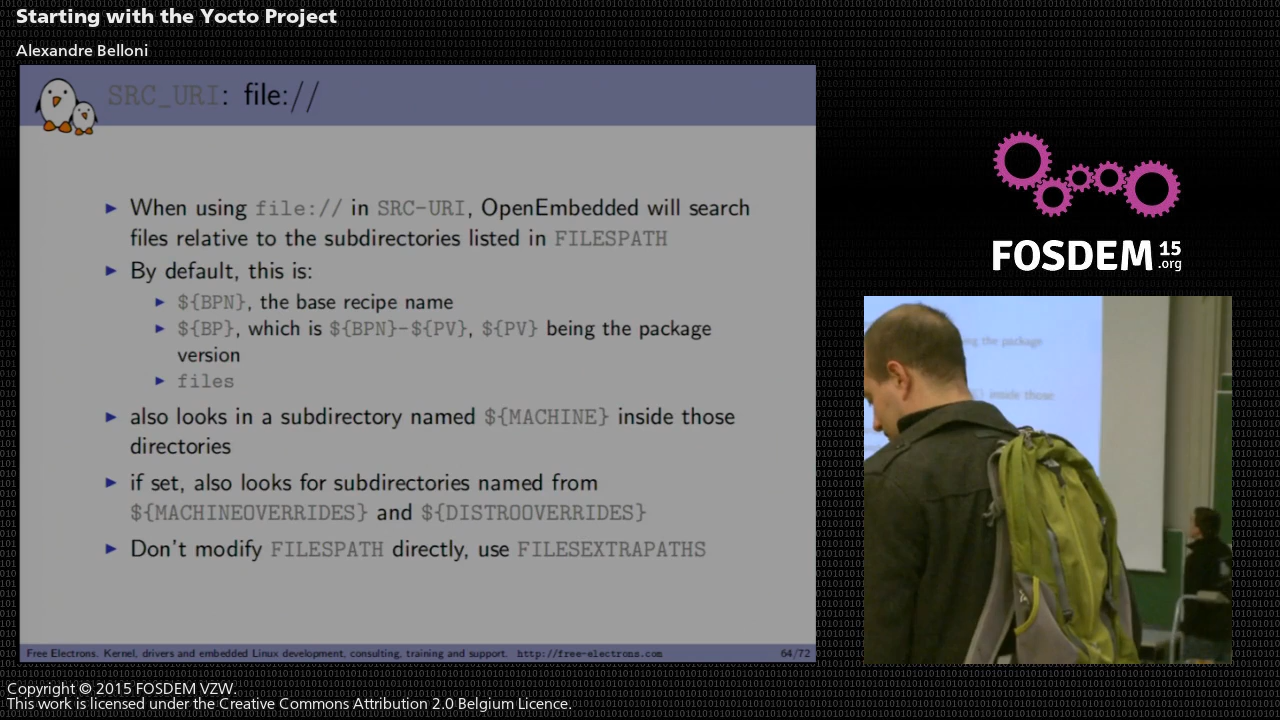 Starting with the Yocto Project
Alexandre Belloni
SRC_URI: file://
When using file:// in SRC-URI, OpenEmbedded will search
files relative to the subdirectories listed in FILESPATH
By default, this is:
${BPN}, the base recipe name
${BP}, which is ${BPN}-${PV}, ${PV} being the package
version
files
also looks in a subdirectory named ${MACHINE} inside those
directories
if set, also looks for subdirectories named from
${MACHINEOVERRIDES} and ${DISTROOVERRIDES}
Don't modify FILESPATH directly, use FILESEXTRAPATHS
Free Electrons. Kernel, drivers and embedded Linux development, consulting, training and support. http://free-electrons.com 64/72
FOSDEM 15
.org
the package
inside those
Copyright © 2015 FOSDEM VZW.
This work is licensed under the Creative Commons Attribution 2.0 Belgium Licence.